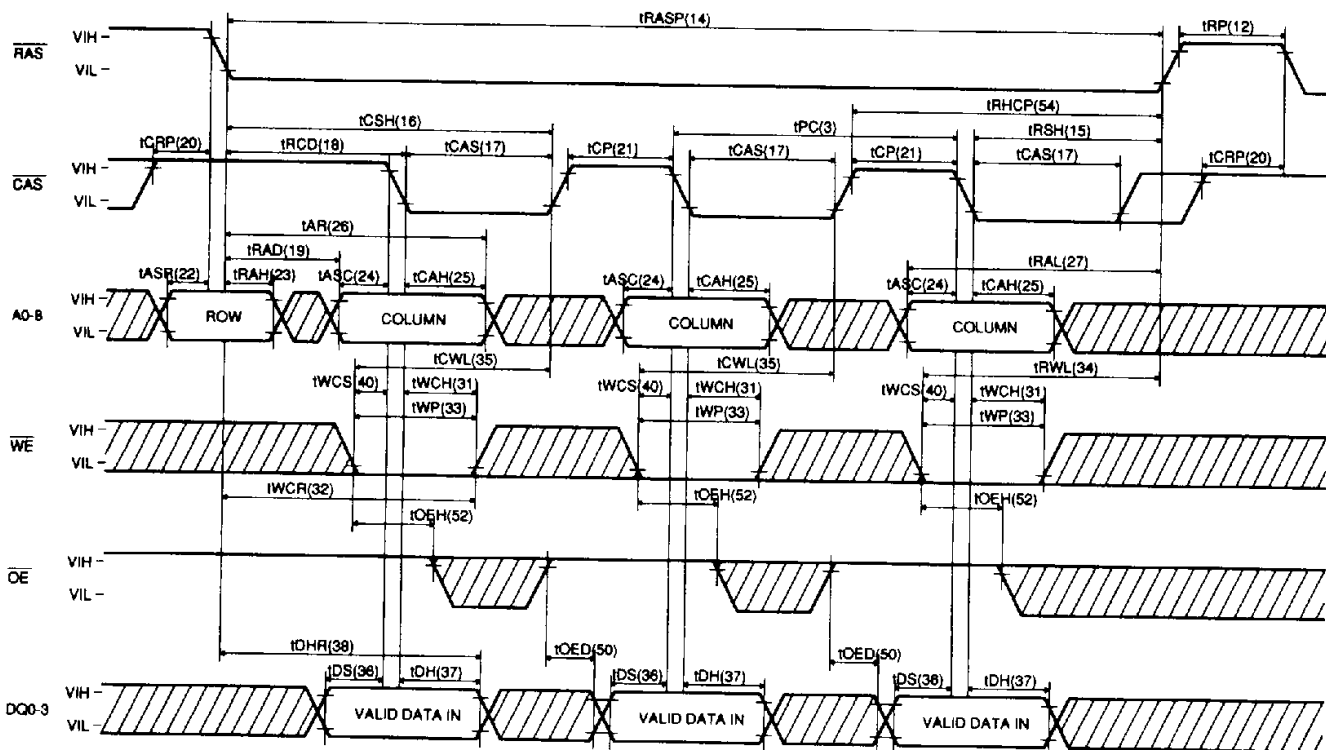 tRASP(14)
tRP(12)
RAS
VIH
VIL
tRHCP(54)
tCSH(16)
tPC(3)
tRSH(15)
tCRP(20)
tRCD(18)
tCAS(17)
tCP(21)
tCAS(17)
tCP(21)
tCAS(17)
tCRP(20)
CAS
VIH
VIL
tAR(26)
tRAD(19)
tRAL(27)
tASR(22)
tRAH(23)
tASC(24)
tCAH(25)
tASC(24)
tCAH(25)
tASC(24)
tCAH(25)
A0-8
VIH
VIL
ROW
COLUMN
COLUMN
COLUMN
tCWL(35)
tCWL(35)
tRWL(34)
tWCS(40)
tWCH(31)
tWCS(40)
tWCH(31)
tWCS(40)
tWCH(31)
tWP(33)
tWP(33)
tWP(33)
WE
VIH
VIL
tWCR(32)
tOEH(52)
tOEH(52)
tOEH(52)
OE
VIH
VIL
tDHR(38)
tOED(50)
tOED(50)
tDS(36)
tDH(37)
tDS(36)
tDH(37)
tDS(36)
tDH(37)
DQ0-3
VIH
VIL
VALID DATA IN
VALID DATA IN
VALID DATA IN